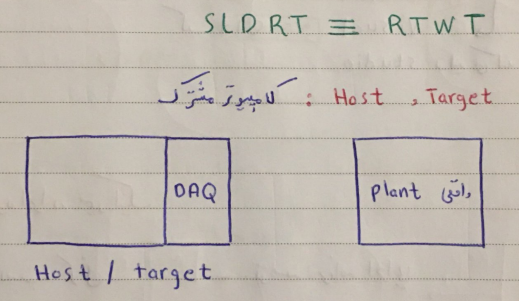 SLDRT ≡ RTWT
Host , Target : کامپیوتر مشترک
DAQ
plant واقعی
Host / target